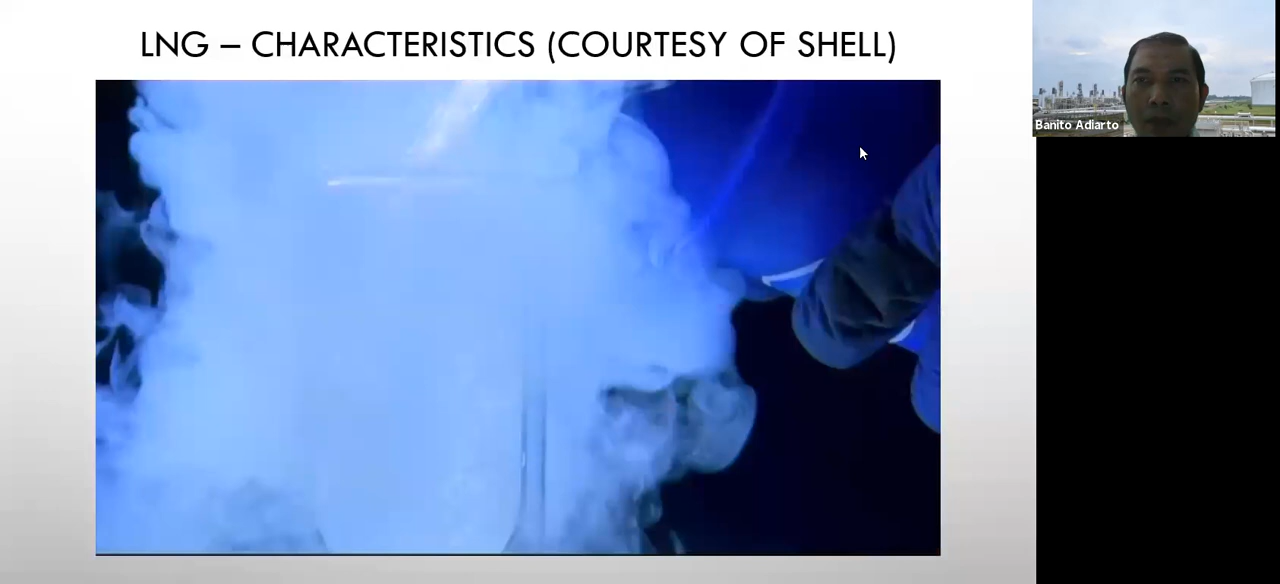 LNG – CHARACTERISTICS (COURTESY OF SHELL)
Banito Adiarto